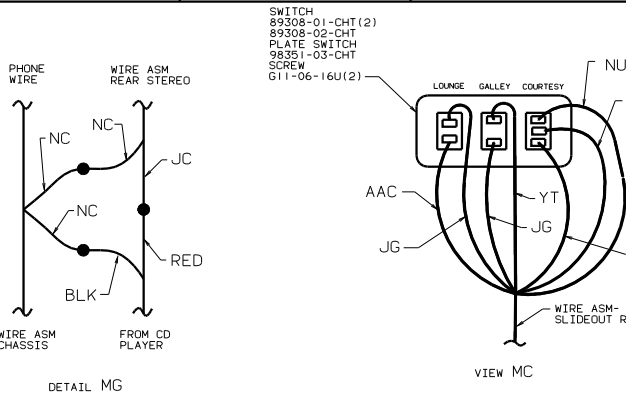 SWITCH
89308-01-CHT(2)
89308-02-CHT
PLATE SWITCH
98351-03-CHT
SCREW
G11-06-16U(2)
PHONE
WIRE
WIRE ASM
REAR STEREO
NC
NC
JC
NC
RED
BLK
WIRE ASM
CHASSIS
FROM CD
PLAYER
DETAIL MG
LOUNGE GALLEY COURTESY
NU
AAC
YT
JG
JG
WIRE ASM-
SLIDEOUT R
VIEW MC